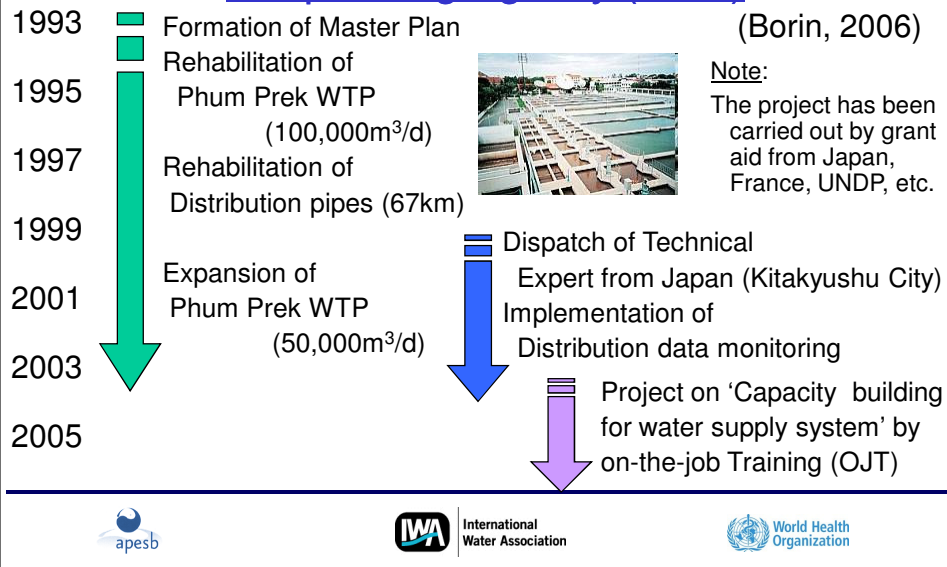 (Borin, 2006)
1993
1995
1997
1999
2001
2003
2005
Formation of Master Plan
Rehabilitation of
Phum Prek WTP
(100,000m³/d)
Rehabilitation of
Distribution pipes (67km)
Expansion of
Phum Prek WTP
(50,000m³/d)
Note:
The project has been
carried out by grant
aid from Japan,
France, UNDP, etc.
Dispatch of Technical
Expert from Japan (Kitakyushu City)
Implementation of
Distribution data monitoring
Project on ‘Capacity building
for water supply system’ by
on-the-job Training (OJT)
apesb
IWA
International
Water Association
World Health
Organization